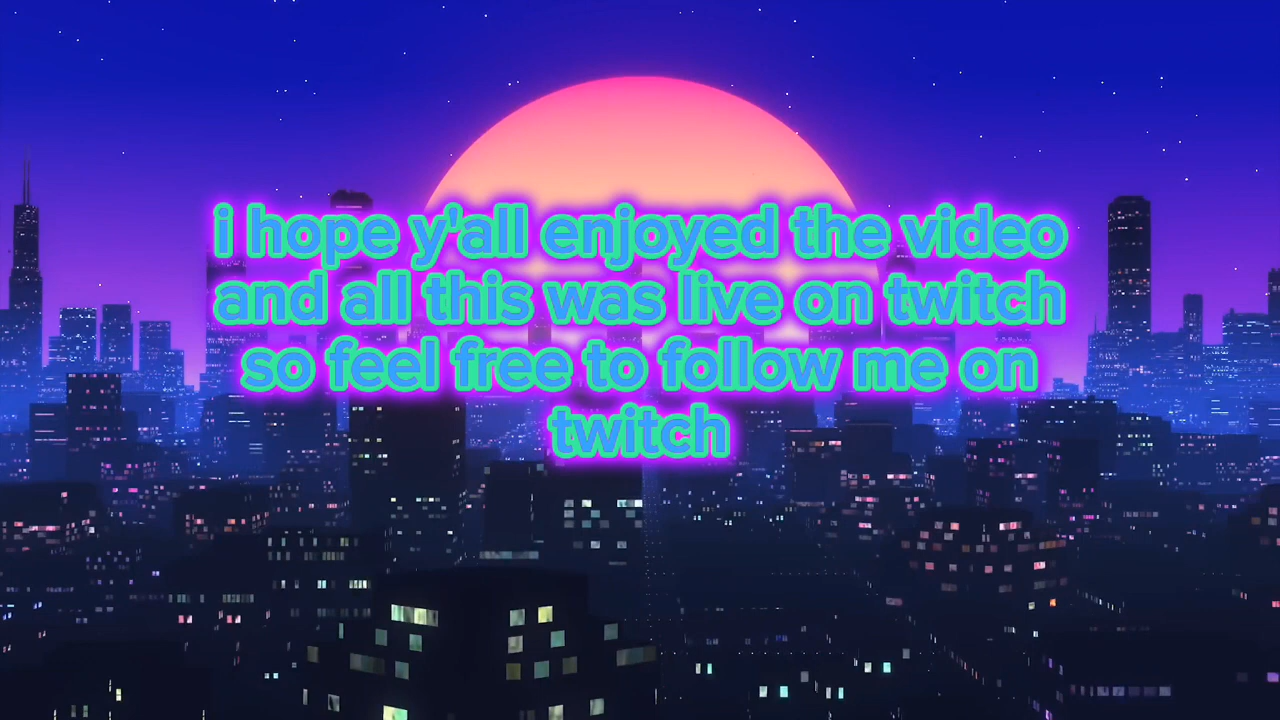 i hope y'all enjoyed the video
and all this was live on twitch
so feel free to follow me on
twitch